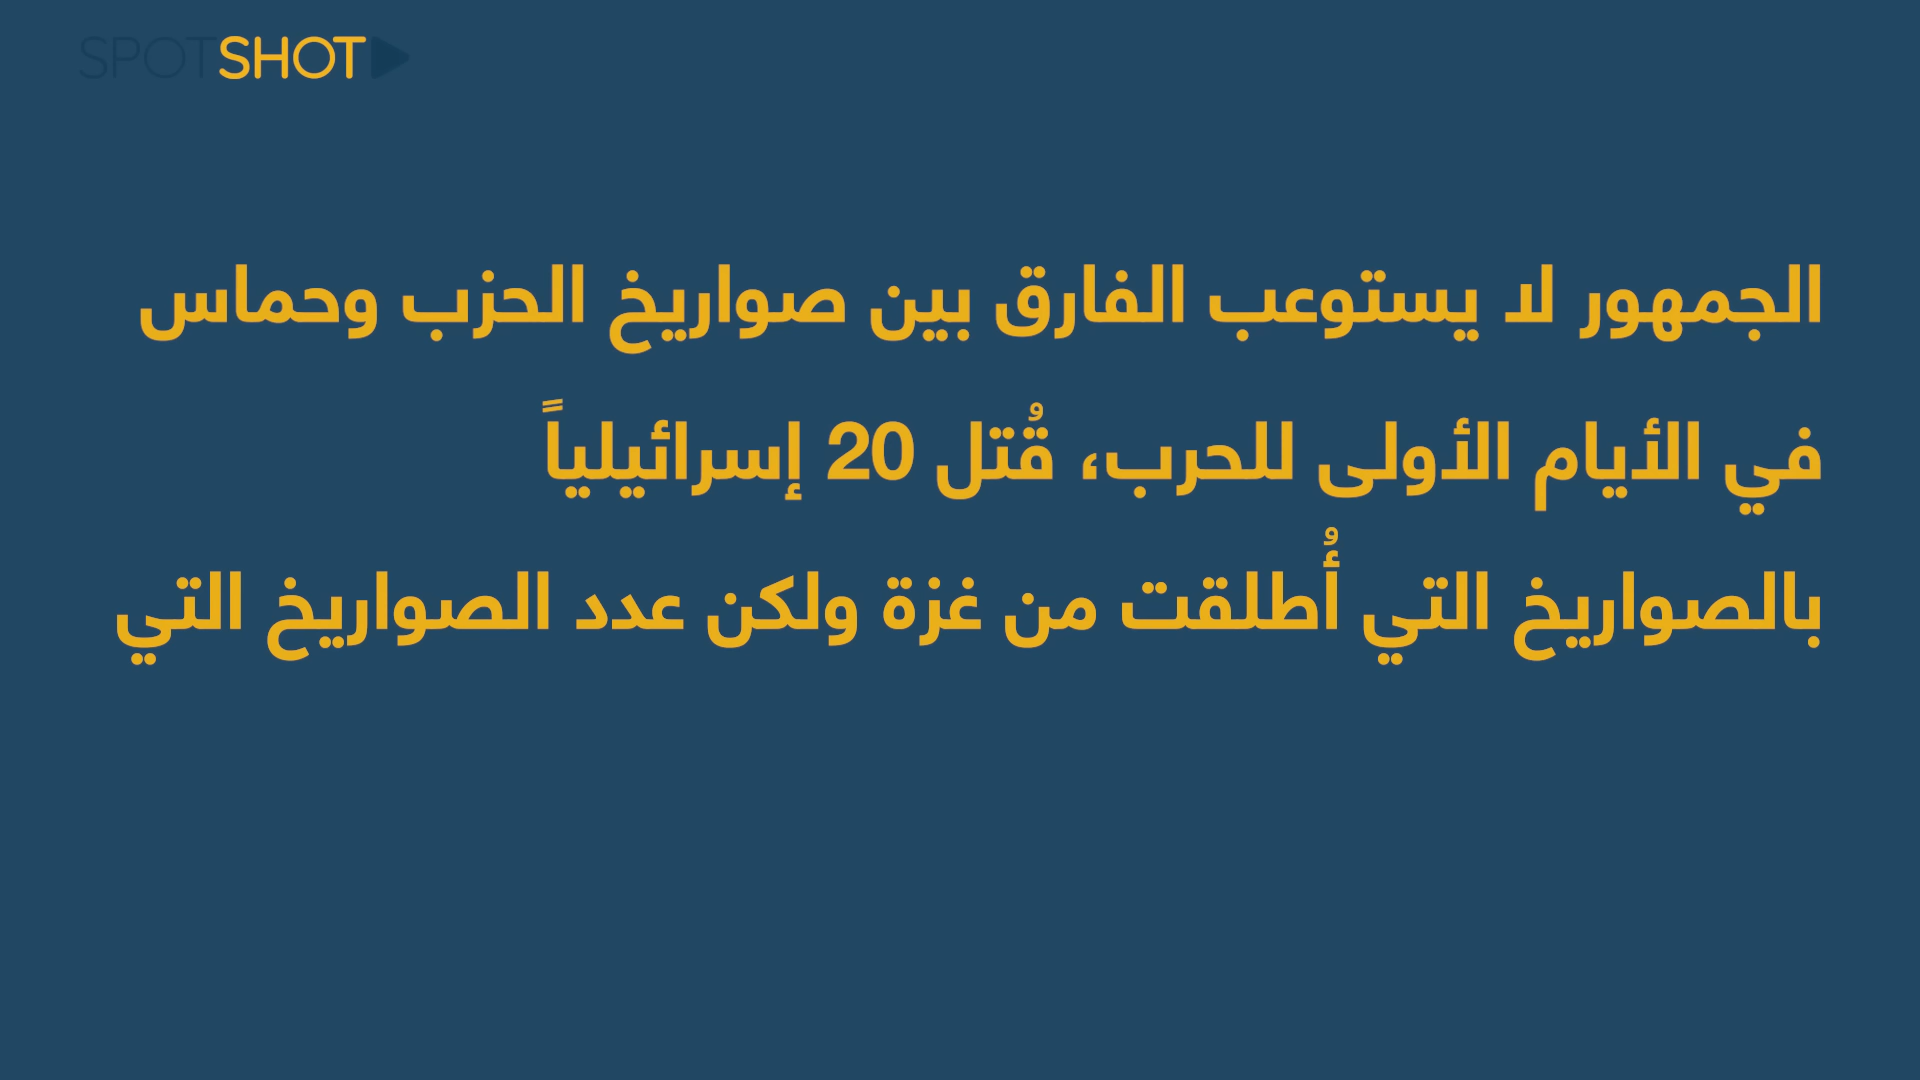 SPOTSHOT
الجمهور لا يستوعب الفارق بين صواريخ الحزب وحماس
في الأيام الأولى للحرب، قُتل 20 إسرائيلياً
بالصواريخ التي أُطلقت من غزة ولكن عدد الصواريخ التي